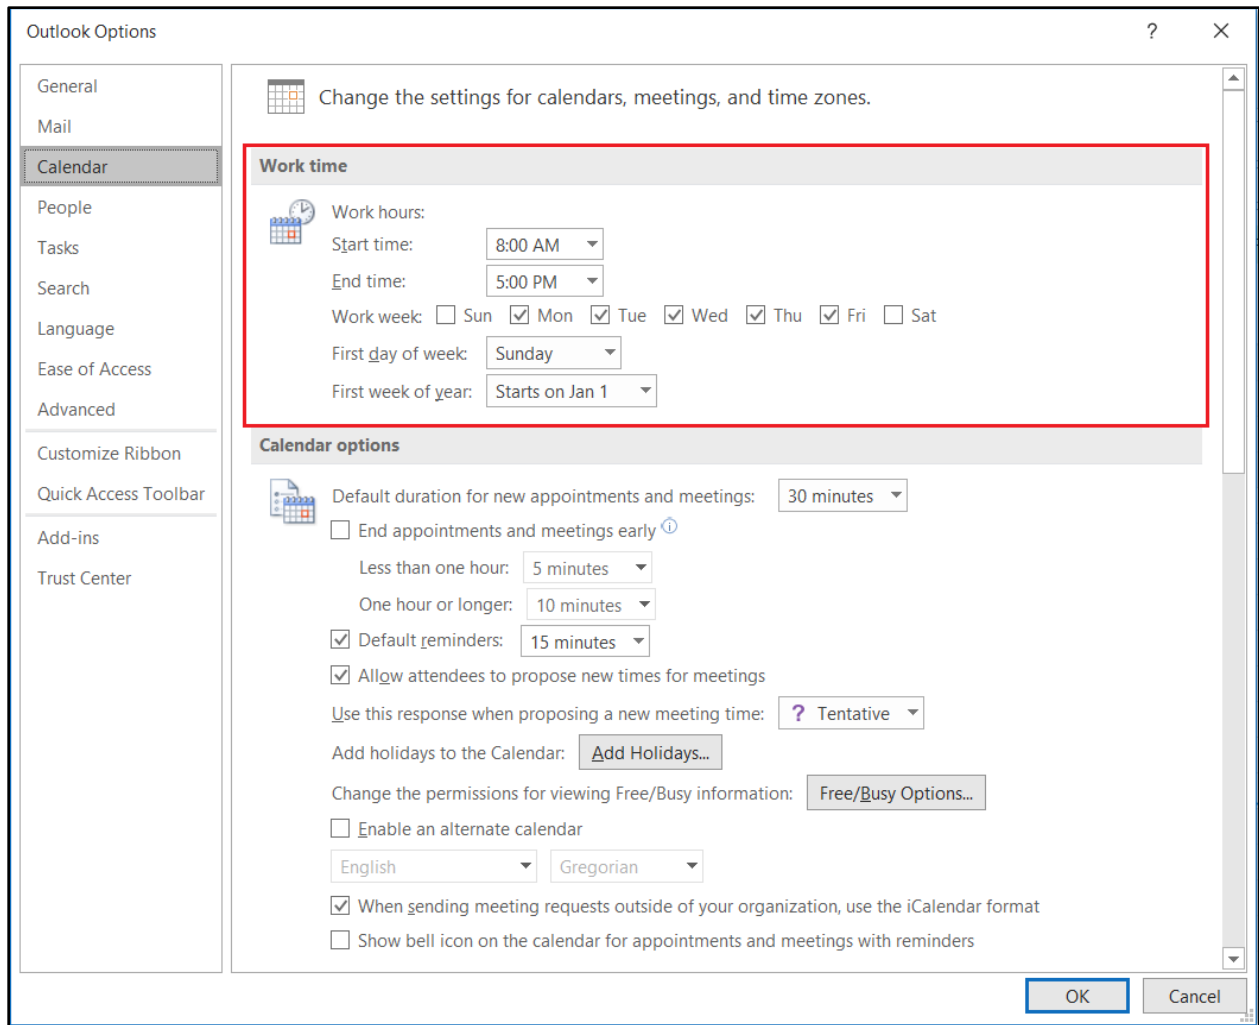 Outlook Options ?
General
Mail
Calendar
People
Tasks
Search
Language
Ease of Access
Advanced
Customize Ribbon
Quick Access Toolbar
Add-ins
Trust Center
Change the settings for calendars, meetings, and time zones.
Work time
Work hours:
Start time: 8:00 AM
End time: 5:00 PM
Work week: Sun Mon Tue Wed Thu Fri Sat
First day of week: Sunday
First week of year: Starts on Jan 1
Calendar options
Default duration for new appointments and meetings: 30 minutes
End appointments and meetings early
Less than one hour: 5 minutes
One hour or longer: 10 minutes
Default reminders: 15 minutes
Allow attendees to propose new times for meetings
Use this response when proposing a new meeting time: ? Tentative
Add holidays to the Calendar: Add Holidays...
Change the permissions for viewing Free/Busy information: Free/Busy Options...
Enable an alternate calendar
English Gregorian
When sending meeting requests outside of your organization, use the iCalendar format
Show bell icon on the calendar for appointments and meetings with reminders
OK Cancel